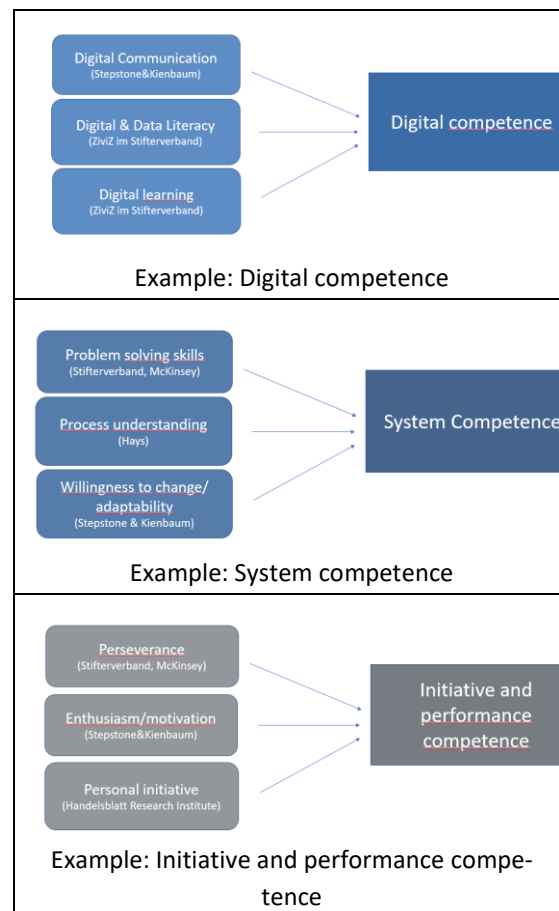 Digital Communication
(Stepstone&Kienbaum)
Digital & Data Literacy
(ZiviZ im Stifterverband)
Digital learning
(ZiviZ im Stifterverband)
Digital competence
Example: Digital competence
Problem solving skills
(Stifterverband, McKinsey)
Process understanding
(Hays)
Willingness to change/
adaptability
(Stepstone & Kienbaum)
System Competence
Example: System competence
Perseverance
(Stifterverband, McKinsey)
Enthusiasm/motivation
(Stepstone&Kienbaum)
Personal initiative
(Handelsblatt Research Institute)
Initiative and
performance
competence
Example: Initiative and performance compe-
tence